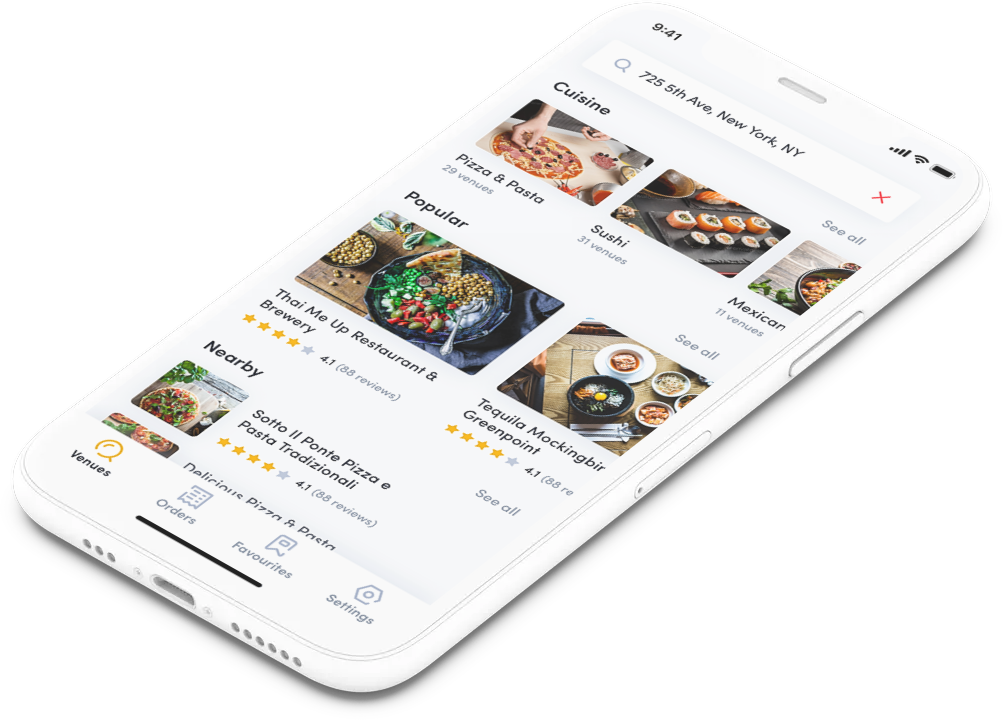 9:41
725 5th Ave, New York, NY
Cuisine
See all
Pizza & Pasta
29 venues
Sushi
31 venues
Mexican
11 venues
Popular
See all
Thai Me Up Restaurant &
Brewery
4.1 (88 reviews)
Tequila Mockingbir
Greenpoint
4.1 (88 re
Nearby
See all
Sotto Il Ponte Pizza e
Pasta Tradizionali
4.1 (88 reviews)
Delicious Pizza & Pasta
Venues
Orders
Favourites
Settings